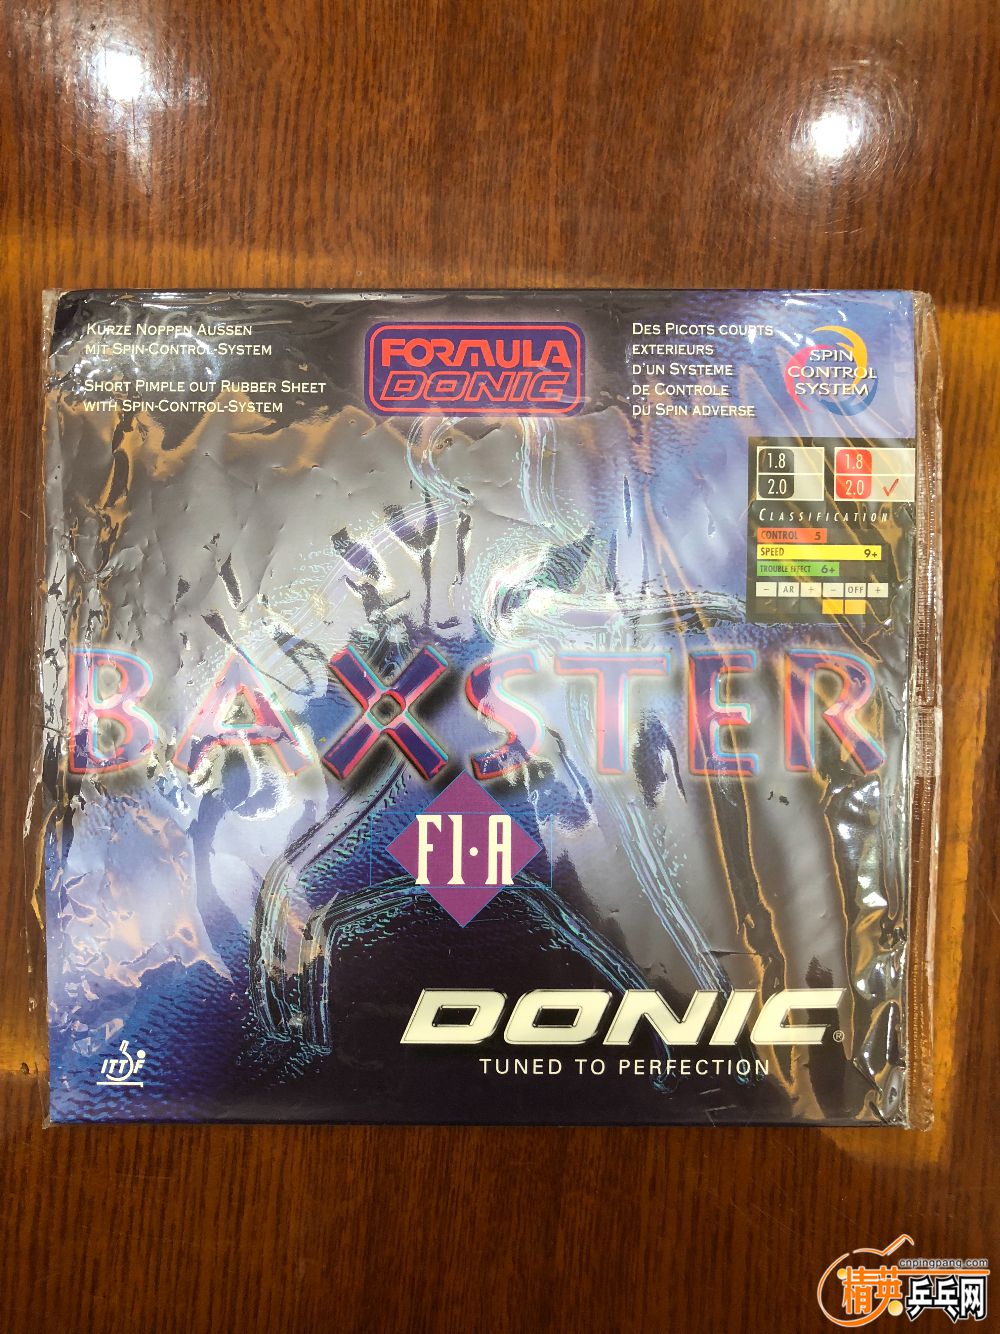 KURZE NOPPEN AUSSEN
MIT SPIN-CONTROL-SYSTEM
SHORT PIMPLE OUT RUBBER SHEET
WITH SPIN-CONTROL-SYSTEM
FORMULA
DONIC
DES PICOTS COURTS
EXTERIEURS
D'UN SYSTEME
DE CONTROLE
DU SPIN ADVERSE
SPIN
CONTROL
SYSTEM
1.8 1.8
2.0 2.0 ✓
CLASSIFICATION
CONTROL 5
SPEED 9+
TROUBLE EFFECT 6+
– AR + – OFF +
BAXSTER
F1·A
DONIC®
TUNED TO PERFECTION
ITTF
cnpingpang.com
精英乒乓网